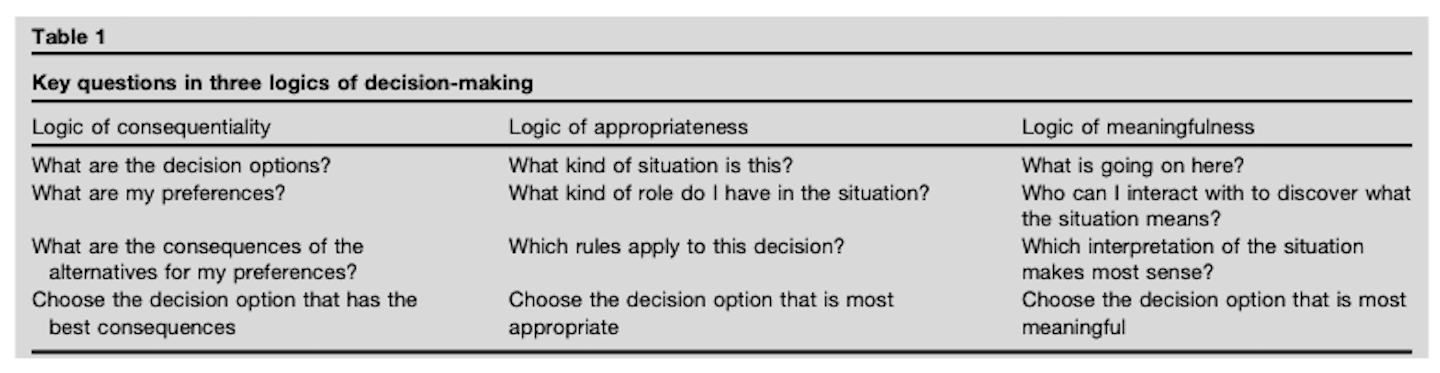 Table 1
Key questions in three logics of decision-making
Logic of consequentiality Logic of appropriateness Logic of meaningfulness
What are the decision options? What kind of situation is this? What is going on here?
What are my preferences? What kind of role do I have in the situation? Who can I interact with to discover what
the situation means?
What are the consequences of the Which rules apply to this decision? Which interpretation of the situation
alternatives for my preferences? makes most sense?
Choose the decision option that has the Choose the decision option that is most Choose the decision option that is most
best consequences appropriate meaningful